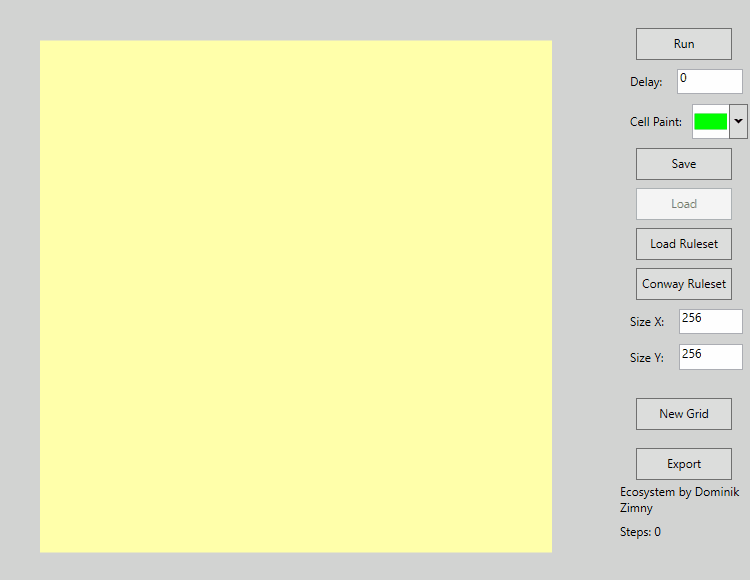 Run
Delay: 0
Cell Paint:
Save
Load
Load Ruleset
Conway Ruleset
Size X: 256
Size Y: 256
New Grid
Export
Ecosystem by Dominik
Zimny
Steps: 0